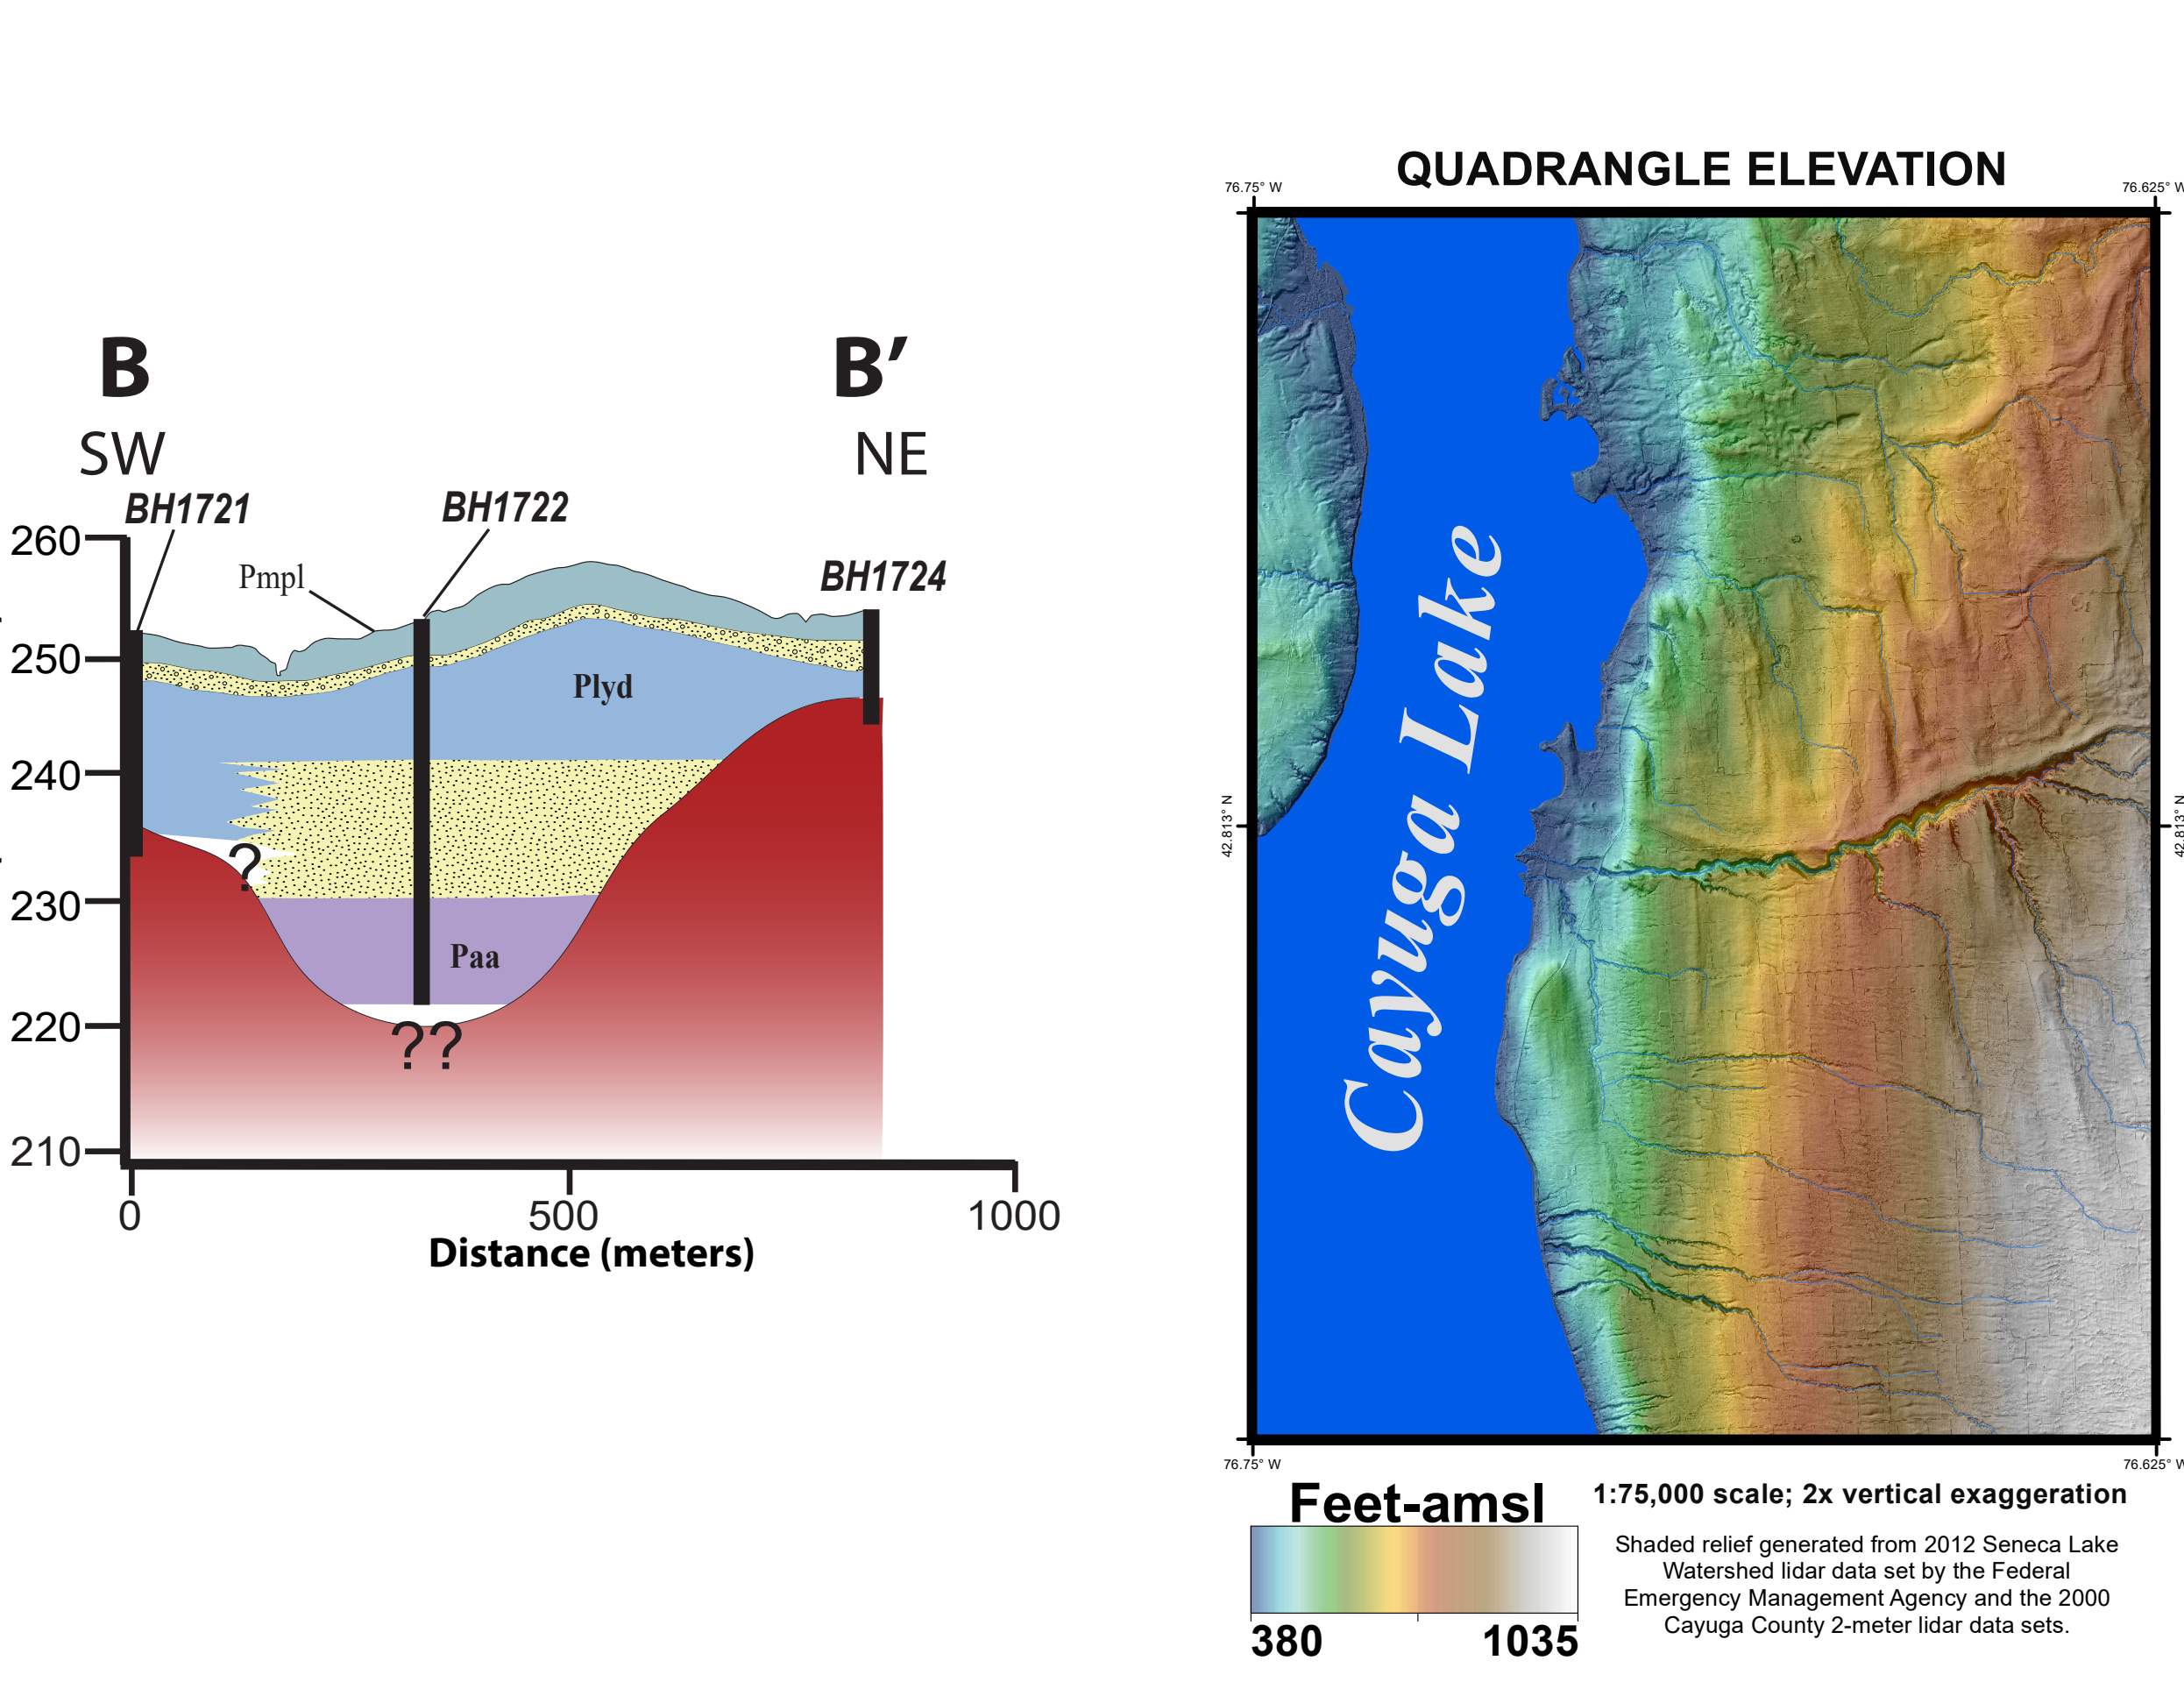 B
B′
SW
NE
BH1721
BH1722
BH1724
Pmpl
Plyd
Paa
?
??
260
250
240
230
220
210
0
500
1000
Distance (meters)
QUADRANGLE ELEVATION
76.75° W
76.625° W
42.813° N
42.813° N
Cayuga Lake
76.75° W
76.625° W
Feet-amsl
380
1035
1:75,000 scale; 2x vertical exaggeration
Shaded relief generated from 2012 Seneca Lake
Watershed lidar data set by the Federal
Emergency Management Agency and the 2000
Cayuga County 2-meter lidar data sets.